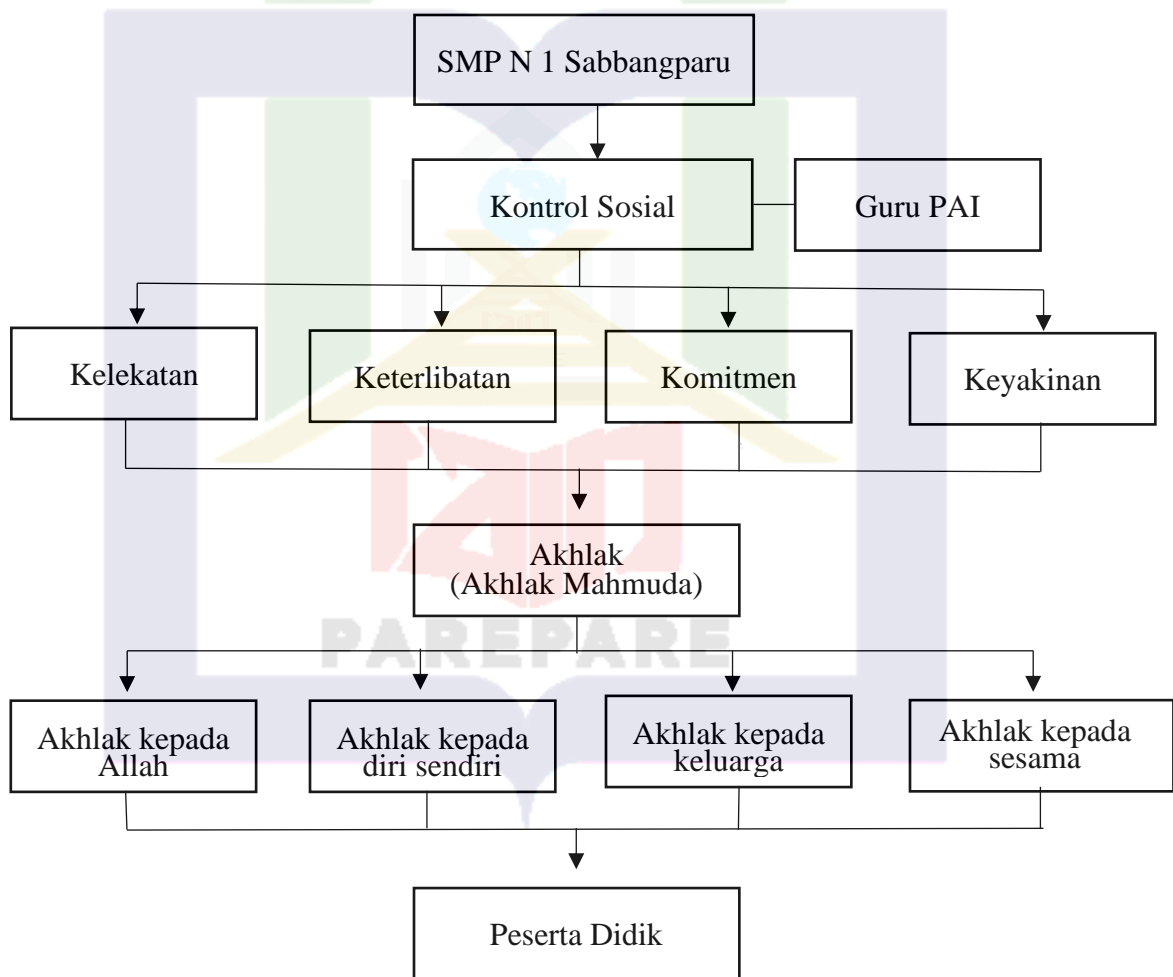 SMP N 1 Sabbangparu
Kontrol Sosial
Guru PAI
Kelekatan
Keterlibatan
Komitmen
Keyakinan
Akhlak
(Akhlak Mahmuda)
PAREPARE
Akhlak kepada
Allah
Akhlak kepada
diri sendiri
Akhlak kepada
keluarga
Akhlak kepada
sesama
Peserta Didik